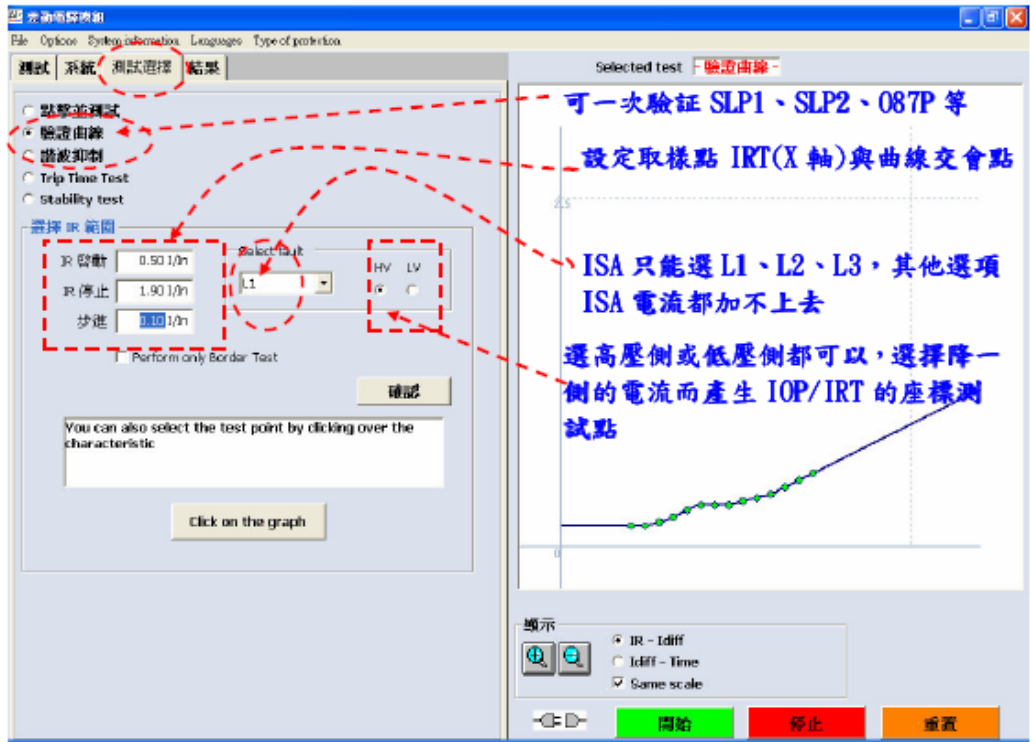 差動電驛模組
File Options System information Languages Type of protection
測試 系統 測試選擇 結果
Selected test - 驗證曲線 -
點擊並測試
驗證曲線
諧波抑制
Trip Time Test
Stability test
選擇 IR 範圍
IR 啓動 0.50 I/In
IR 停止 1.90 I/In
步進 0.10 I/In
Select fault
L1
HV LV
Perform only Border Test
確認
You can also select the test point by clicking over the
characteristic
Click on the graph
可一次驗証 SLP1、SLP2、O87P 等
設定取樣點 IRT(X 軸)與曲線交會點
2.5
ISA 只能選 L1、L2、L3，其他選項
ISA 電流都加不上去
選高壓側或低壓側都可以，選擇降一
側的電流而產生 IOP/IRT 的座標測
試點
0
顯示
IR - Idiff
Idiff - Time
Same scale
開始 停止 重置